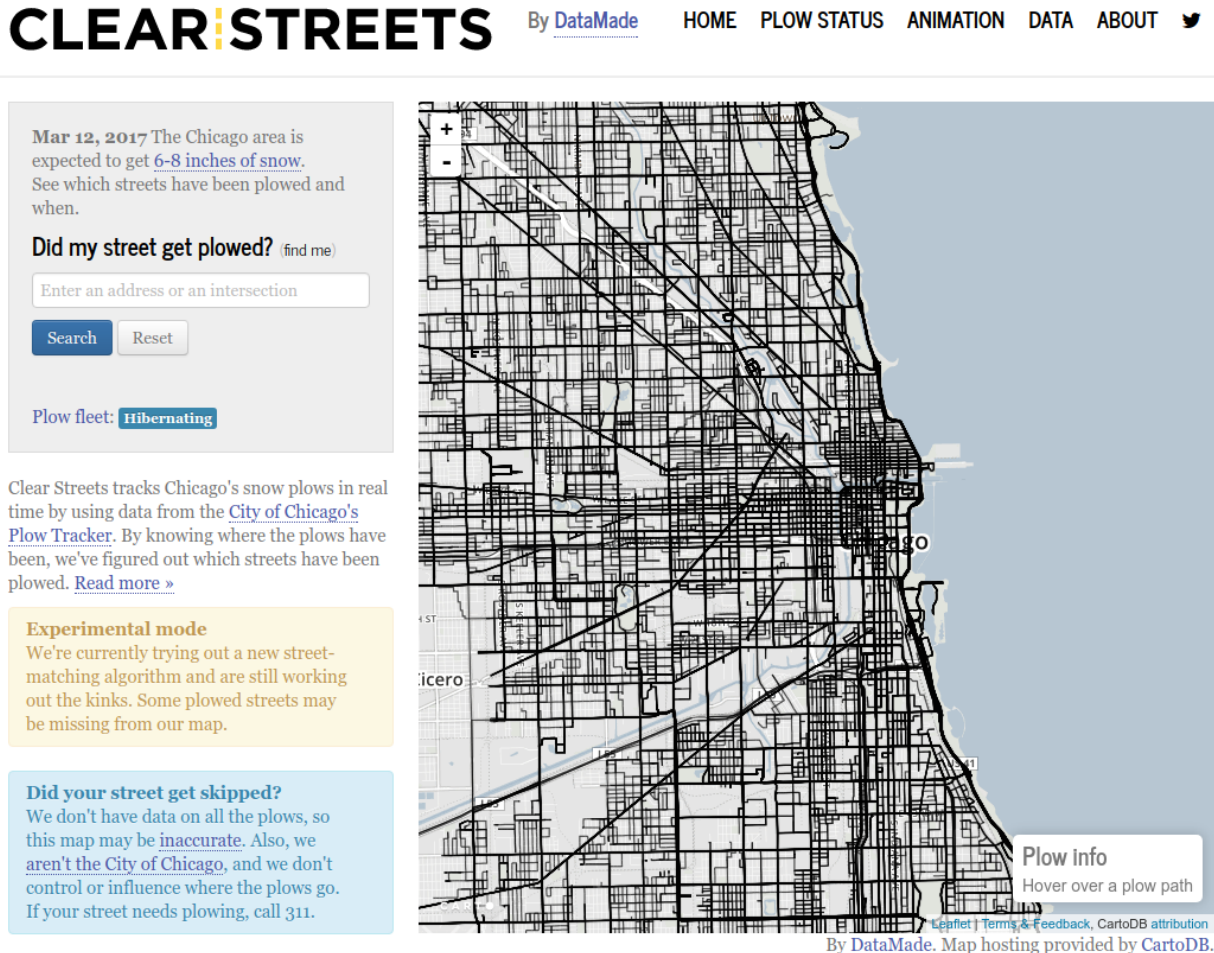 CLEAR STREETS
By DataMade
HOME PLOW STATUS ANIMATION DATA ABOUT
Mar 12, 2017 The Chicago area is
expected to get 6-8 inches of snow.
See which streets have been plowed and
when.
Did my street get plowed? (find me)
Enter an address or an intersection
Search Reset
Plow fleet: Hibernating
Clear Streets tracks Chicago's snow plows in real
time by using data from the City of Chicago's
Plow Tracker. By knowing where the plows have
been, we've figured out which streets have been
plowed. Read more »
Experimental mode
We're currently trying out a new street-
matching algorithm and are still working
out the kinks. Some plowed streets may
be missing from our map.
Did your street get skipped?
We don't have data on all the plows, so
this map may be inaccurate. Also, we
aren't the City of Chicago, and we don't
control or influence where the plows go.
If your street needs plowing, call 311.
+
-
H ST
icero
I 55
I 55
US 41
CARTO
Plow info
Hover over a plow path
Leaflet | Terms & Feedback, CartoDB attribution
By DataMade. Map hosting provided by CartoDB.